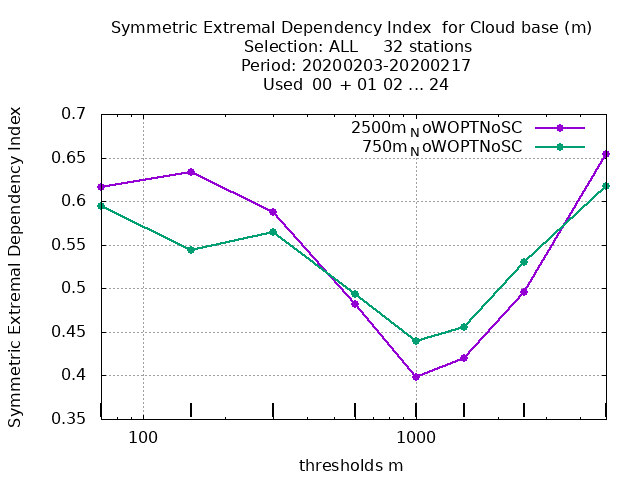 Symmetric Extremal Dependency Index  for Cloud base (m)
Selection: ALL     32 stations
Period: 20200203-20200217
Used  00 + 01 02 ... 24
Symmetric Extremal Dependency Index
0.7
0.65
0.6
0.55
0.5
0.45
0.4
0.35
2500mNoWOPTNoSC
750mNoWOPTNoSC
100
1000
thresholds m